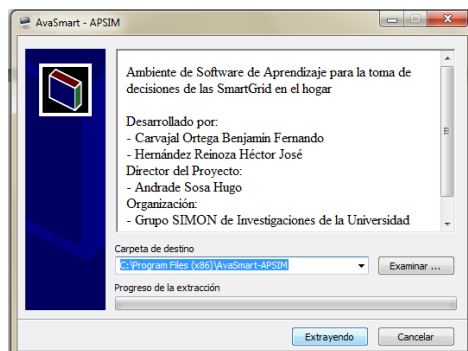 AvaSmart - APSIM
Ambiente de Software de Aprendizaje para la toma de
decisiones de las SmartGrid en el hogar
Desarrollado por:
- Carvajal Ortega Benjamin Fernando
- Hernández Reinoza Héctor José
Director del Proyecto:
- Andrade Sosa Hugo
Organización:
- Grupo SIMON de Investigaciones de la Universidad
Carpeta de destino
C:\Program Files (x86)\AvaSmart-APSIM
Examinar ...
Progreso de la extracción
Extrayendo
Cancelar